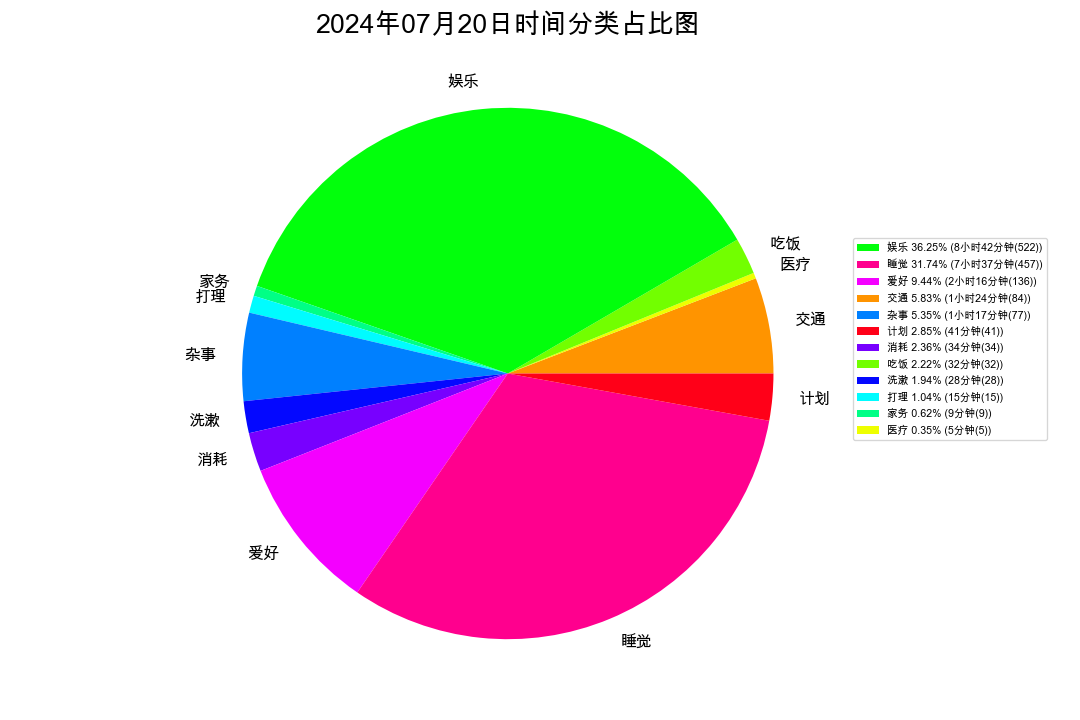 2024年07月20日时间分类占比图
娱乐
吃饭
医疗
家务
打理
交通
杂事
计划
洗漱
消耗
爱好
睡觉
娱乐 36.25% (8小时42分钟(522))
睡觉 31.74% (7小时37分钟(457))
爱好 9.44% (2小时16分钟(136))
交通 5.83% (1小时24分钟(84))
杂事 5.35% (1小时17分钟(77))
计划 2.85% (41分钟(41))
消耗 2.36% (34分钟(34))
吃饭 2.22% (32分钟(32))
洗漱 1.94% (28分钟(28))
打理 1.04% (15分钟(15))
家务 0.62% (9分钟(9))
医疗 0.35% (5分钟(5))